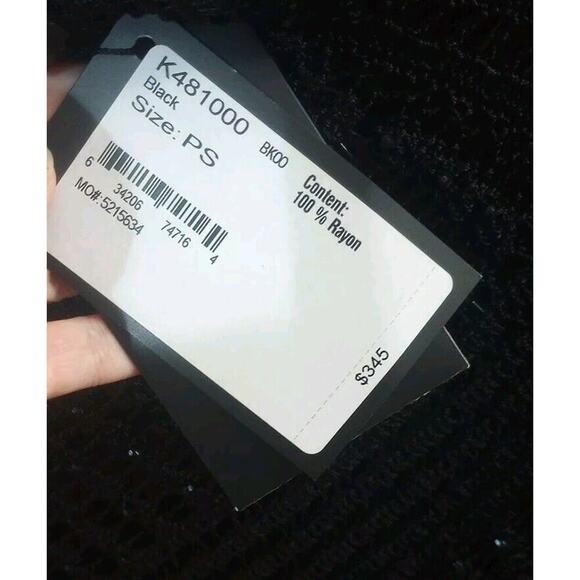 K481000
Black BK00
Size: PS
Content:
100 % Rayon
6 34206 74716 4
MO#:5215634
$345